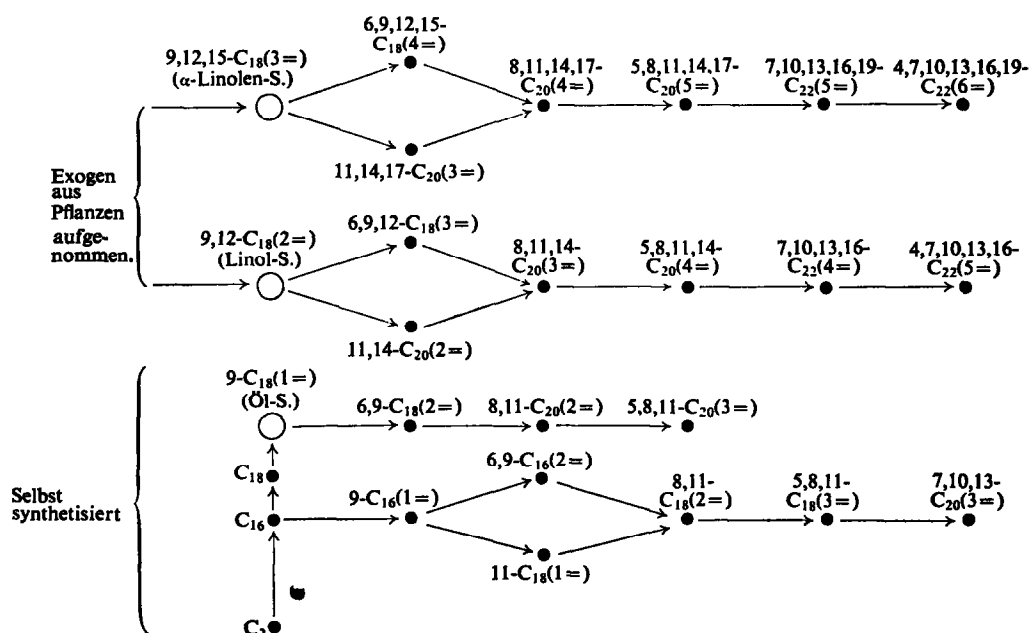 6,9,12,15-
C₁₈(4=)
9,12,15-C₁₈(3=)
(α-Linolen-S.)
8,11,14,17-
C₂₀(4=)
5,8,11,14,17-
C₂₀(5=)
7,10,13,16,19-
C₂₂(5=)
4,7,10,13,16,19-
C₂₂(6=)
11,14,17-C₂₀(3=)
Exogen
aus
Pflanzen
aufge-
nommen.
9,12-C₁₈(2=)
(Linol-S.)
6,9,12-C₁₈(3=)
8,11,14-
C₂₀(3=)
5,8,11,14-
C₂₀(4=)
7,10,13,16-
C₂₂(4=)
4,7,10,13,16-
C₂₂(5=)
11,14-C₂₀(2=)
9-C₁₈(1=)
(Öl-S.)
6,9-C₁₈(2=)
8,11-C₂₀(2=)
5,8,11-C₂₀(3=)
C₁₈
Selbst
synthetisiert
C₁₆
9-C₁₆(1=)
6,9-C₁₆(2=)
8,11-
C₁₈(2=)
5,8,11-
C₁₈(3=)
7,10,13-
C₂₀(3=)
11-C₁₈(1=)
C₂